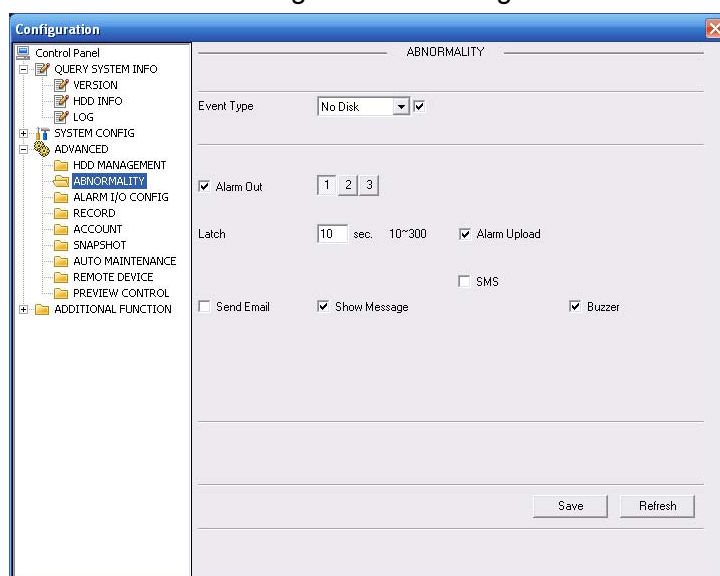 Configuration
Control Panel
QUERY SYSTEM INFO
VERSION
HDD INFO
LOG
SYSTEM CONFIG
ADVANCED
HDD MANAGEMENT
ABNORMALITY
ALARM I/O CONFIG
RECORD
ACCOUNT
SNAPSHOT
AUTO MAINTENANCE
REMOTE DEVICE
PREVIEW CONTROL
ADDITIONAL FUNCTION
ABNORMALITY
Event Type No Disk
Alarm Out 1 2 3
Latch 10 sec. 10~300 Alarm Upload
SMS
Send Email Show Message Buzzer
Save Refresh